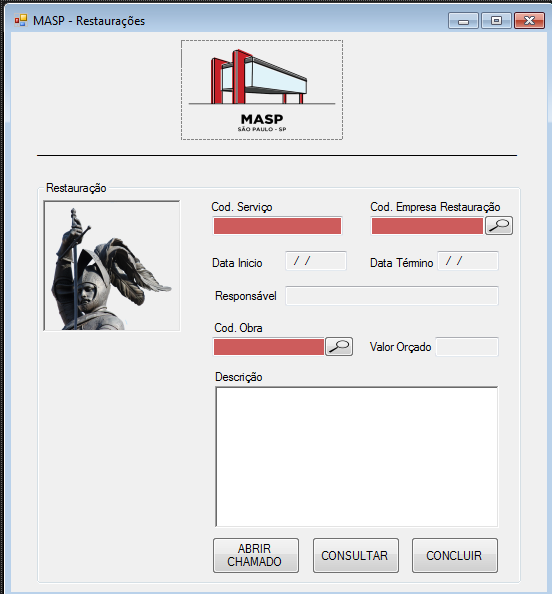 MASP - Restaurações
MASP
SÃO PAULO - SP
Restauração
Cod. Serviço
Cod. Empresa Restauração
Data Inicio / /
Data Término / /
Responsável
Cod. Obra
Valor Orçado
Descrição
ABRIR
CHAMADO
CONSULTAR
CONCLUIR